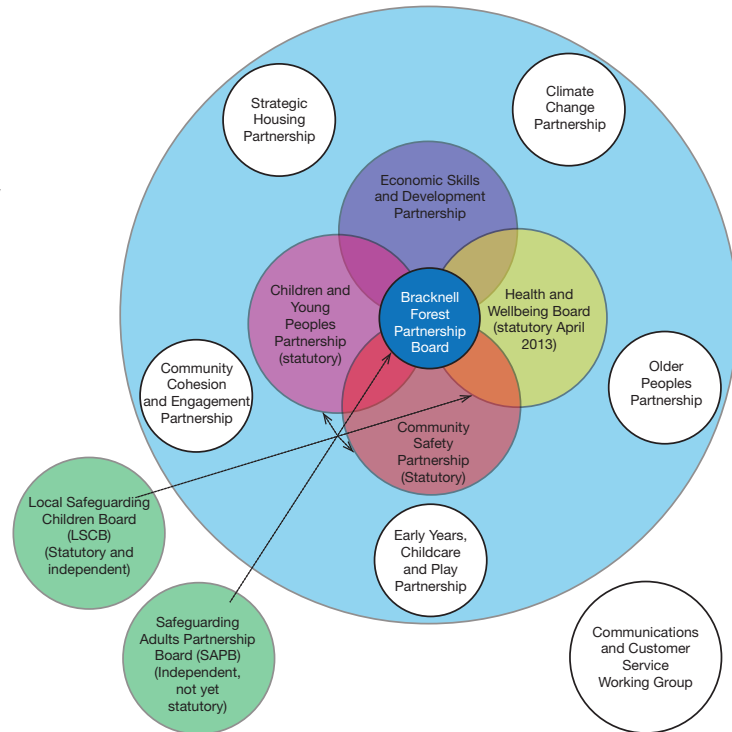 Strategic
Housing
Partnership
Climate
Change
Partnership
Economic Skills
and Development
Partnership
Children and
Young
Peoples
Partnership
(statutory)
Bracknell
Forest
Partnership
Board
Health and
Wellbeing Board
(statutory April
2013)
Community
Cohesion
and Engagement
Partnership
Older
Peoples
Partnership
Community
Safety
Partnership
(Statutory)
Local Safeguarding
Children Board
(LSCB)
(Statutory and
independent)
Early Years,
Childcare
and Play
Partnership
Safeguarding
Adults Partnership
Board (SAPB)
(Independent,
not yet
statutory)
Communications
and Customer
Service
Working Group